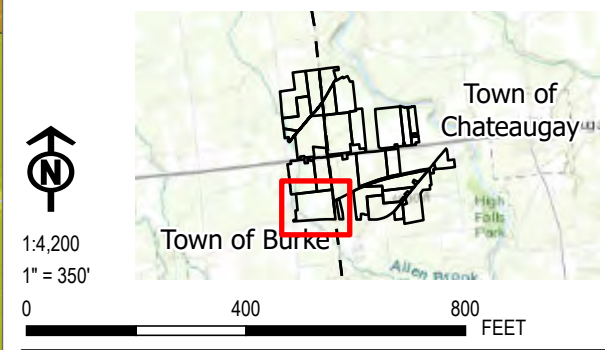 Town of
Chateaugay
High
Falls
Park
Town of Burke
Allen Brook
N
1:4,200
1" = 350'
0 400 800
FEET